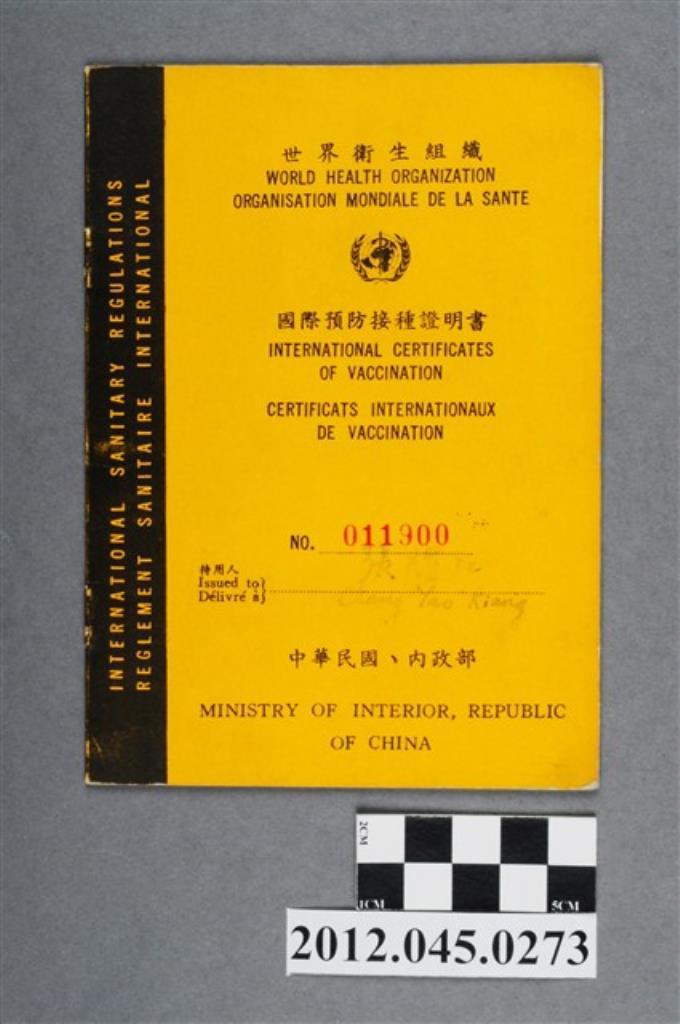 世界衛生組織
WORLD HEALTH ORGANIZATION
ORGANISATION MONDIALE DE LA SANTE
國際預防接種證明書
INTERNATIONAL CERTIFICATES
OF VACCINATION
CERTIFICATS INTERNATIONAUX
DE VACCINATION
NO. 011900
持用人
Issued to}
Délivré à}
Chang Yao Kiang
中華民國、內政部
MINISTRY OF INTERIOR, REPUBLIC
OF CHINA
INTERNATIONAL SANITARY REGULATIONS
REGLEMENT SANITAIRE INTERNATIONAL
2CM
1CM
5CM
2012.045.0273